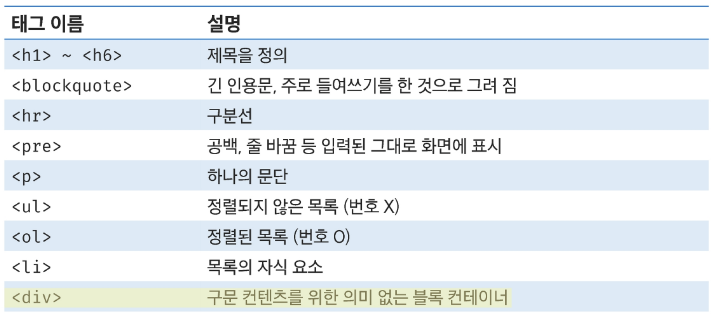 태그 이름 설명
<h1> ~ <h6> 제목을 정의
<blockquote> 긴 인용문, 주로 들여쓰기를 한 것으로 그려 짐
<hr> 구분선
<pre> 공백, 줄 바꿈 등 입력된 그대로 화면에 표시
<p> 하나의 문단
<ul> 정렬되지 않은 목록 (번호 X)
<ol> 정렬된 목록 (번호 O)
<li> 목록의 자식 요소
<div> 구문 컨텐츠를 위한 의미 없는 블록 컨테이너